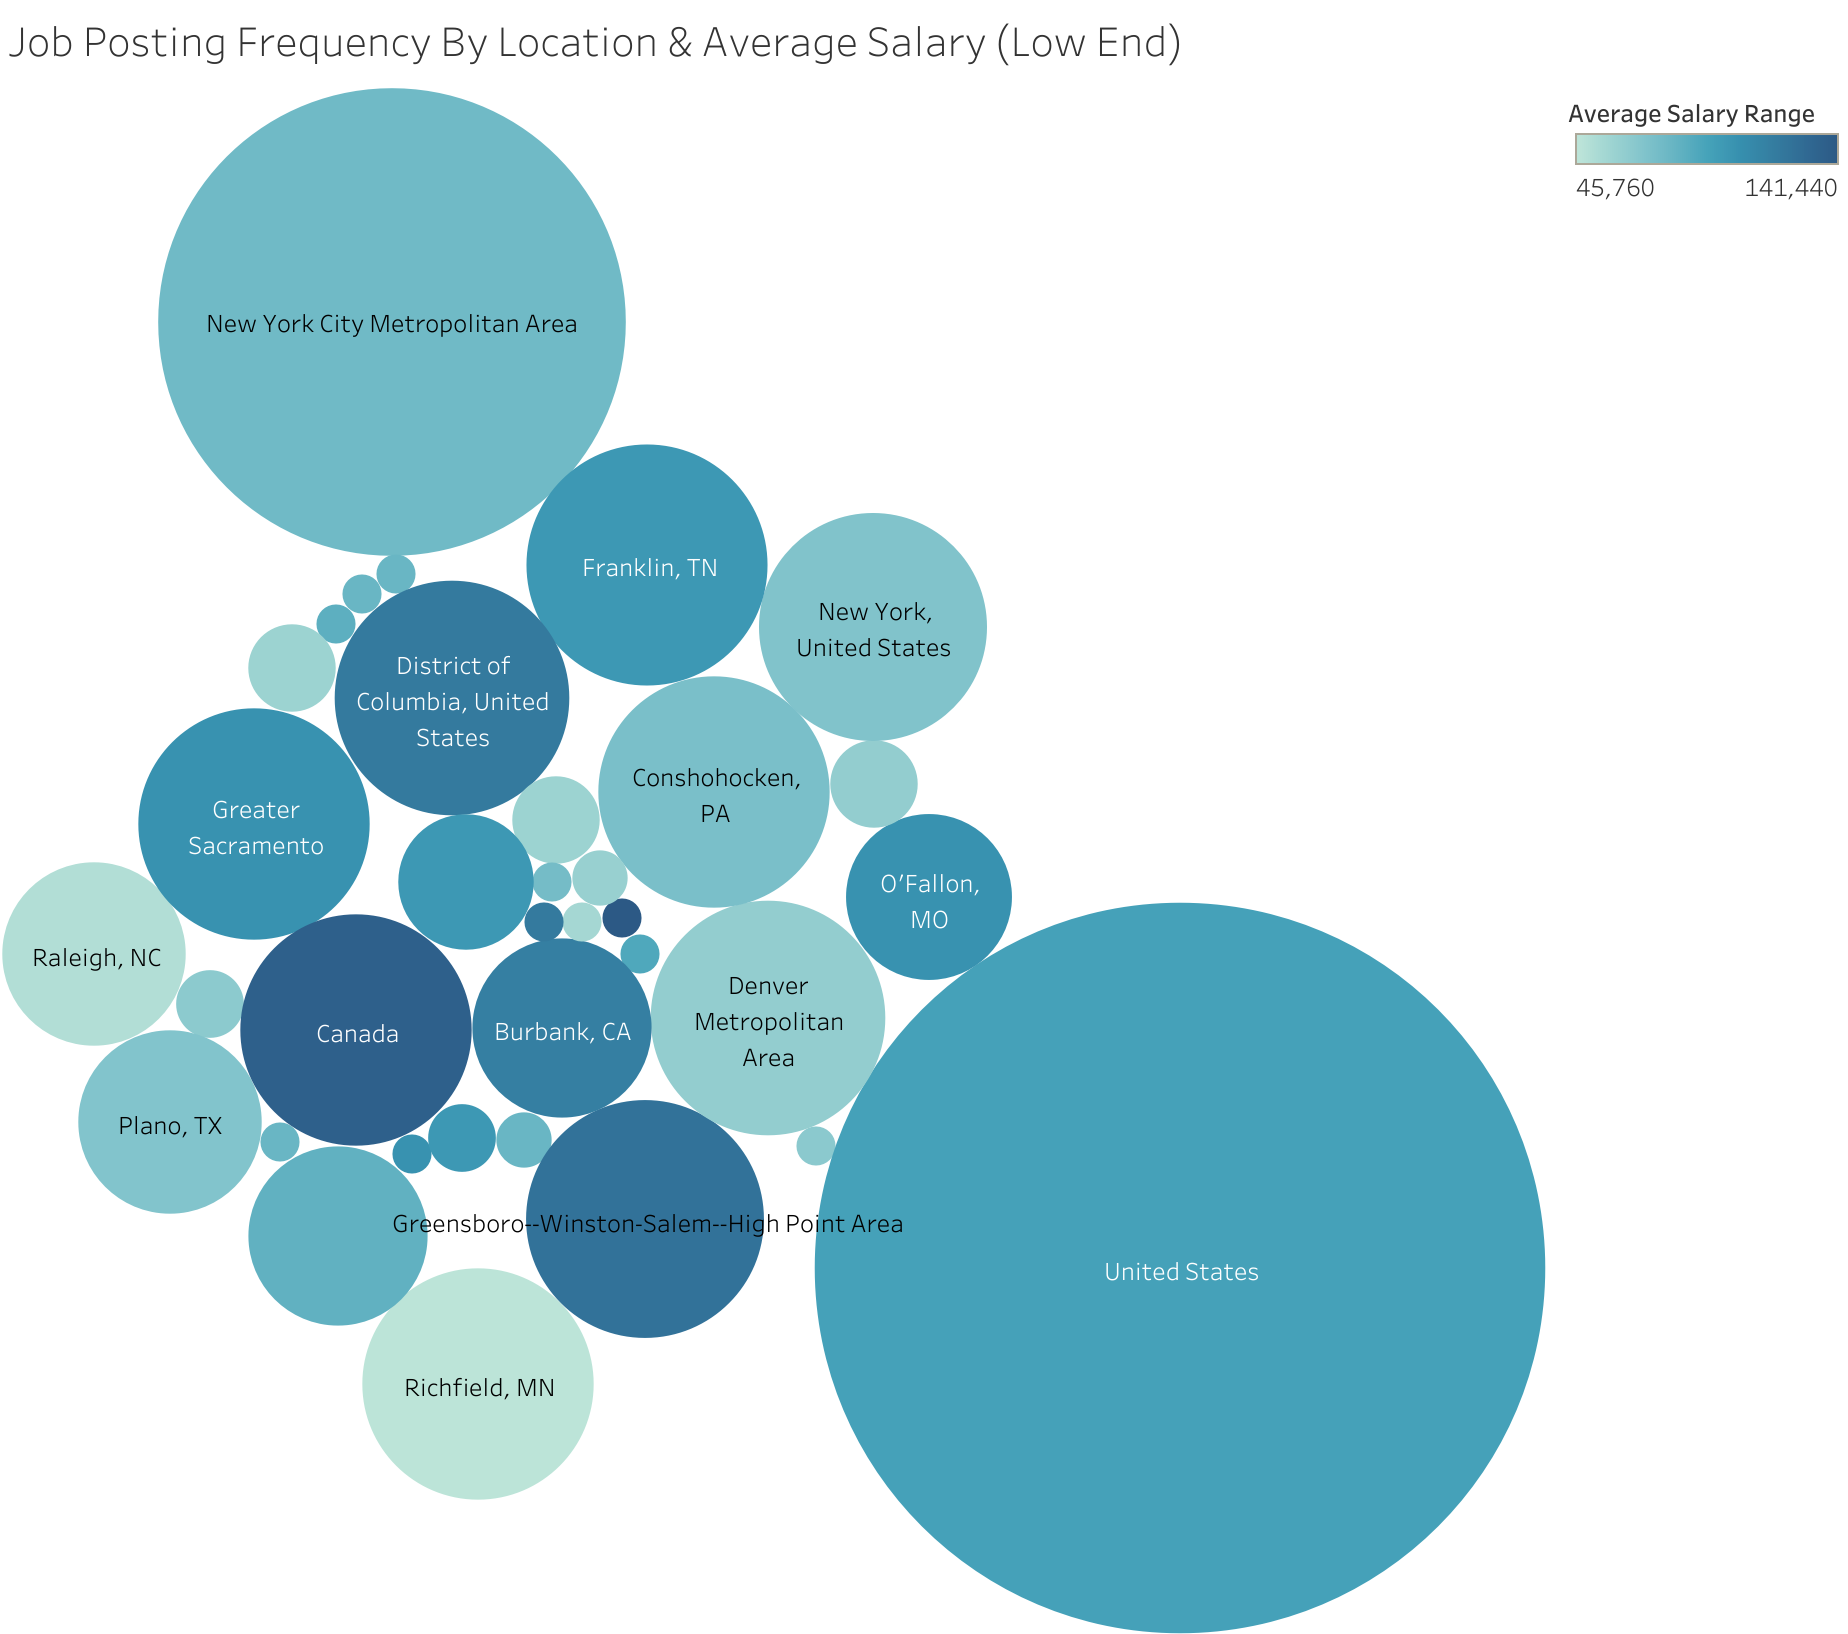 Job Posting Frequency By Location & Average Salary (Low End)
Average Salary Range
45,760 141,440
New York City Metropolitan Area
Franklin, TN
New York,
United States
District of
Columbia, United
States
Conshohocken,
PA
Greater
Sacramento
O'Fallon,
MO
Raleigh, NC
Denver
Metropolitan
Area
Canada
Burbank, CA
Plano, TX
Greensboro--Winston-Salem--High Point Area
United States
Richfield, MN